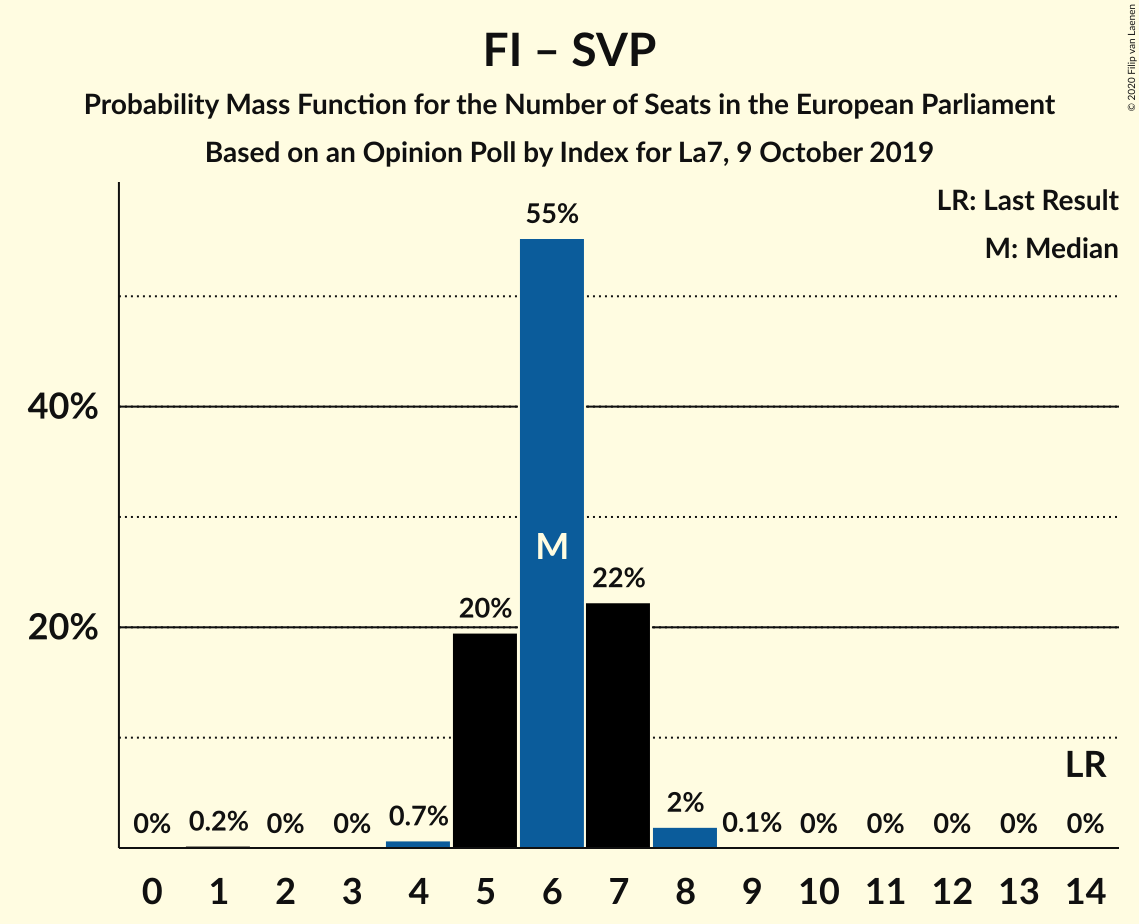 FI – SVP
Probability Mass Function for the Number of Seats in the European Parliament
Based on an Opinion Poll by Index for La7, 9 October 2019
© 2020 Filip van Laenen
LR: Last Result
M: Median
55%
40%
M
22%
20%
20%
LR
0% 0.2% 0% 0% 0.7% 2% 0.1% 0% 0% 0% 0% 0%
0 1 2 3 4 5 6 7 8 9 10 11 12 13 14